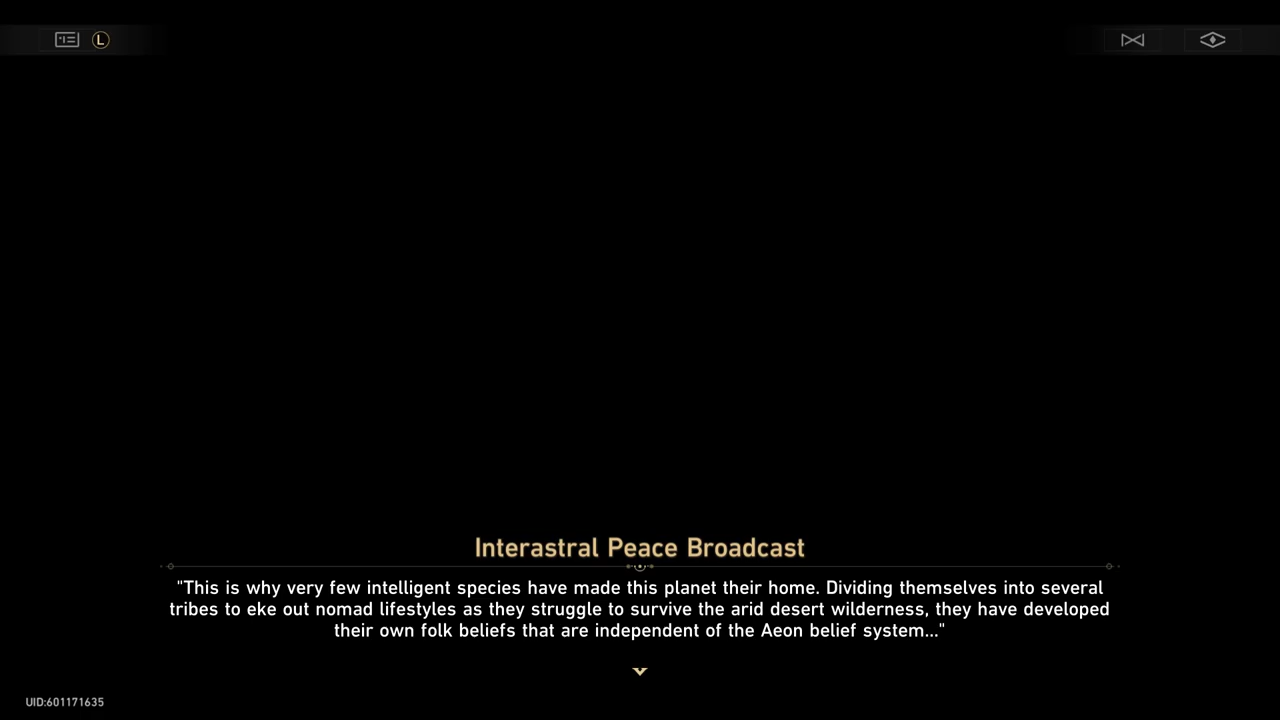 L
Interastral Peace Broadcast
"This is why very few intelligent species have made this planet their home. Dividing themselves into several
tribes to eke out nomad lifestyles as they struggle to survive the arid desert wilderness, they have developed
their own folk beliefs that are independent of the Aeon belief system..."
UID:601171635